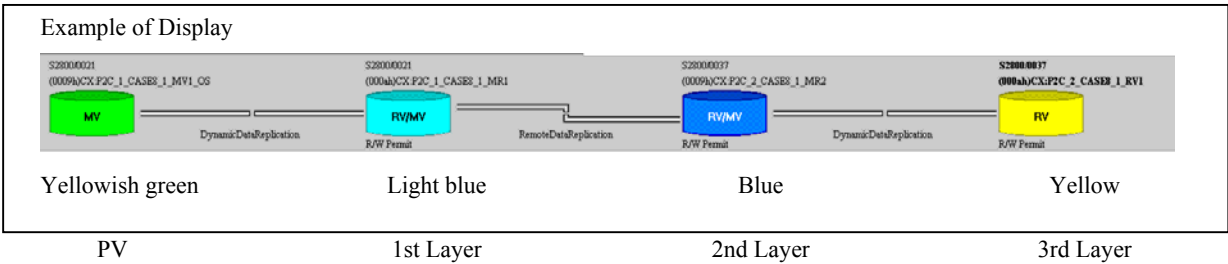 Example of Display
S2800/0021 S2800/0021 S2800/0037 S2800/0037
(0009h)CX:P2C_1_CASE8_1_MV1_OS (000ah)CX:P2C_1_CASE8_1_MR1 (0009h)CX:P2C_2_CASE8_1_MR2 (000ah)CX:P2C_2_CASE8_1_RV1
MV RV/MV RV/MV RV
DynamicDataReplication RemoteDataReplication DynamicDataReplication
R/W Permit R/W Permit R/W Permit
Yellowish green Light blue Blue Yellow
PV 1st Layer 2nd Layer 3rd Layer